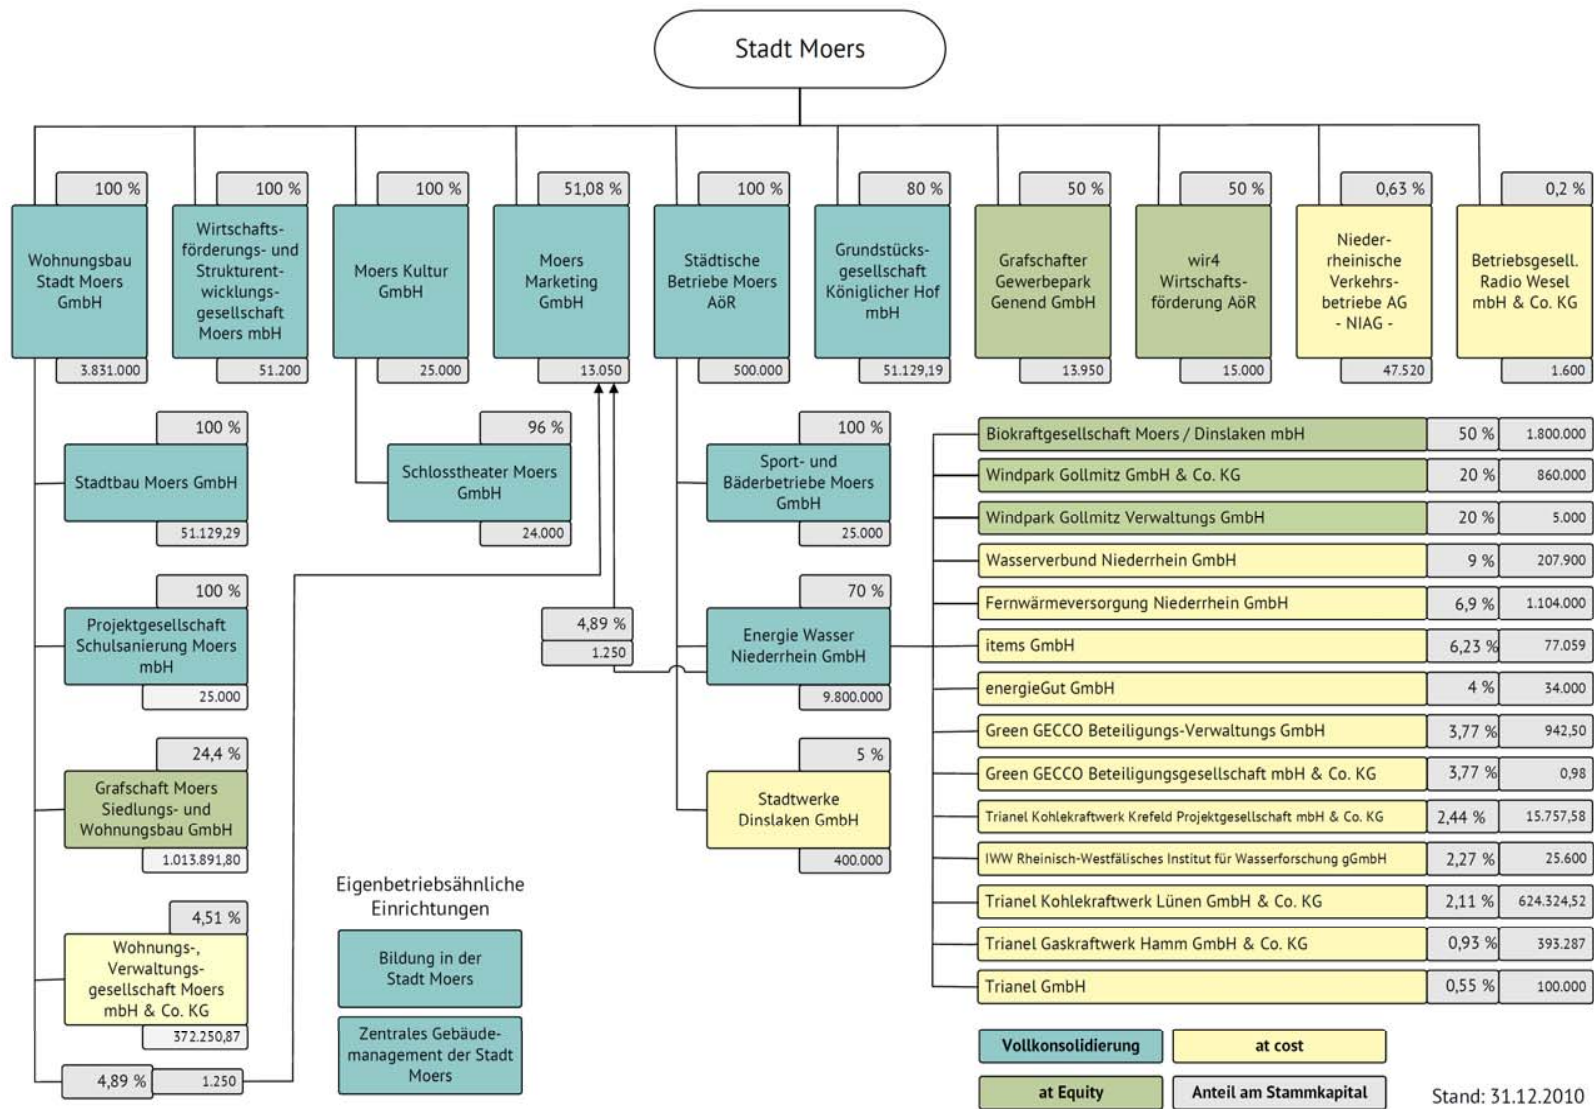 Stadt Moers
100 %
Wohnungsbau
Stadt Moers
GmbH
3.831.000
100 %
Wirtschafts-
förderungs- und
Strukturent-
wicklungs-
gesellschaft
Moers mbH
51.200
100 %
Moers Kultur
GmbH
25.000
51,08 %
Moers
Marketing
GmbH
13.050
100 %
Städtische
Betriebe Moers
AöR
500.000
80 %
Grundstücks-
gesellschaft
Königlicher Hof
mbH
51.129,19
50 %
Grafschafter
Gewerbepark
Genend GmbH
13.950
50 %
wir4
Wirtschafts-
förderung AöR
15.000
0,63 %
Nieder-
rheinische
Verkehrs-
betriebe AG
- NIAG -
47.520
0,2 %
Betriebsgesell.
Radio Wesel
mbH & Co. KG
1.600
100 %
Stadtbau Moers GmbH
51.129,29
100 %
Projektgesellschaft
Schulsanierung Moers
mbH
25.000
24,4 %
Grafschaft Moers
Siedlungs- und
Wohnungsbau GmbH
1.013.891,80
4,51 %
Wohnungs-,
Verwaltungs-
gesellschaft Moers
mbH & Co. KG
372.250,87
4,89 %
1.250
96 %
Schlosstheater Moers
GmbH
24.000
4,89 %
1.250
100 %
Sport- und
Bäderbetriebe Moers
GmbH
25.000
70 %
Energie Wasser
Niederrhein GmbH
9.800.000
5 %
Stadtwerke
Dinslaken GmbH
400.000
Biokraftgesellschaft Moers / Dinslaken mbH 50 % 1.800.000
Windpark Gollmitz GmbH & Co. KG 20 % 860.000
Windpark Gollmitz Verwaltungs GmbH 20 % 5.000
Wasserverbund Niederrhein GmbH 9 % 207.900
Fernwärmeversorgung Niederrhein GmbH 6,9 % 1.104.000
items GmbH 6,23 % 77.059
energieGut GmbH 4 % 34.000
Green GECCO Beteiligungs-Verwaltungs GmbH 3,77 % 942,50
Green GECCO Beteiligungsgesellschaft mbH & Co. KG 3,77 % 0,98
Trianel Kohlekraftwerk Krefeld Projektgesellschaft mbH & Co. KG 2,44 % 15.757,58
IWW Rheinisch-Westfälisches Institut für Wasserforschung gGmbH 2,27 % 25.600
Trianel Kohlekraftwerk Lünen GmbH & Co. KG 2,11 % 624.324,52
Trianel Gaskraftwerk Hamm GmbH & Co. KG 0,93 % 393.287
Trianel GmbH 0,55 % 100.000
Eigenbetriebsähnliche
Einrichtungen
Bildung in der
Stadt Moers
Zentrales Gebäude-
management der Stadt
Moers
Vollkonsolidierung
at cost
at Equity
Anteil am Stammkapital
Stand: 31.12.2010